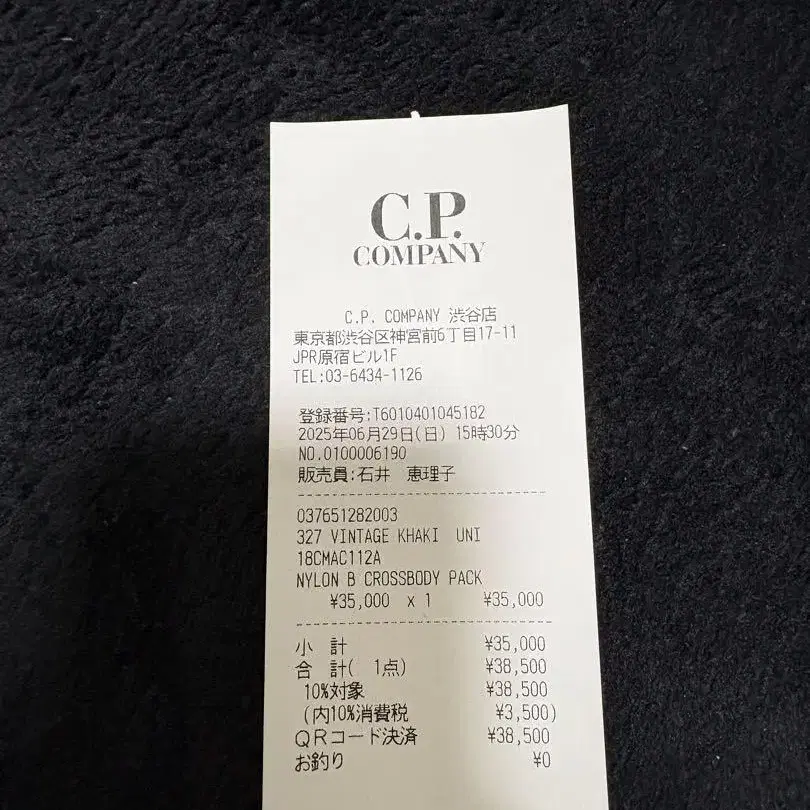 C.P.
COMPANY
C.P. COMPANY 渋谷店
東京都渋谷区神宮前6丁目17-11
JPR原宿ビル1F
TEL:03-6434-1126
登録番号:T6010401045182
2025年06月29日(日) 15時30分
NO.0100006190
販売員:石井 恵理子
037651282003
327 VINTAGE KHAKI UNI
18CMAC112A
NYLON B CROSSBODY PACK
¥35,000 x 1 ¥35,000
小 計 ¥35,000
合 計( 1点) ¥38,500
10%対象 ¥38,500
(内10%消費税 ¥3,500)
QRコード決済 ¥38,500
お釣り ¥0